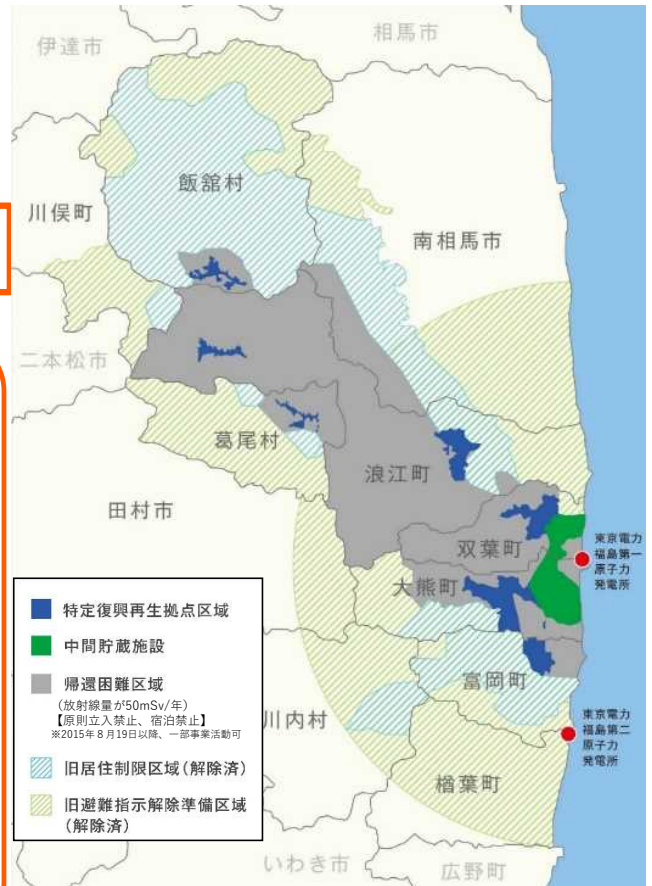 伊達市
相馬市
飯舘村
川俣町
南相馬市
二本松市
葛尾村
浪江町
田村市
双葉町
東京電力
福島第一
原子力
発電所
大熊町
特定復興再生拠点区域
中間貯蔵施設
帰還困難区域
(放射線量が50mSv/年)
【原則立入禁止、宿泊禁止】
※2015年8月19日以降、一部事業活動可
旧居住制限区域(解除済)
旧避難指示解除準備区域
(解除済)
富岡町
川内村
東京電力
福島第二
原子力
発電所
楢葉町
いわき市
広野町